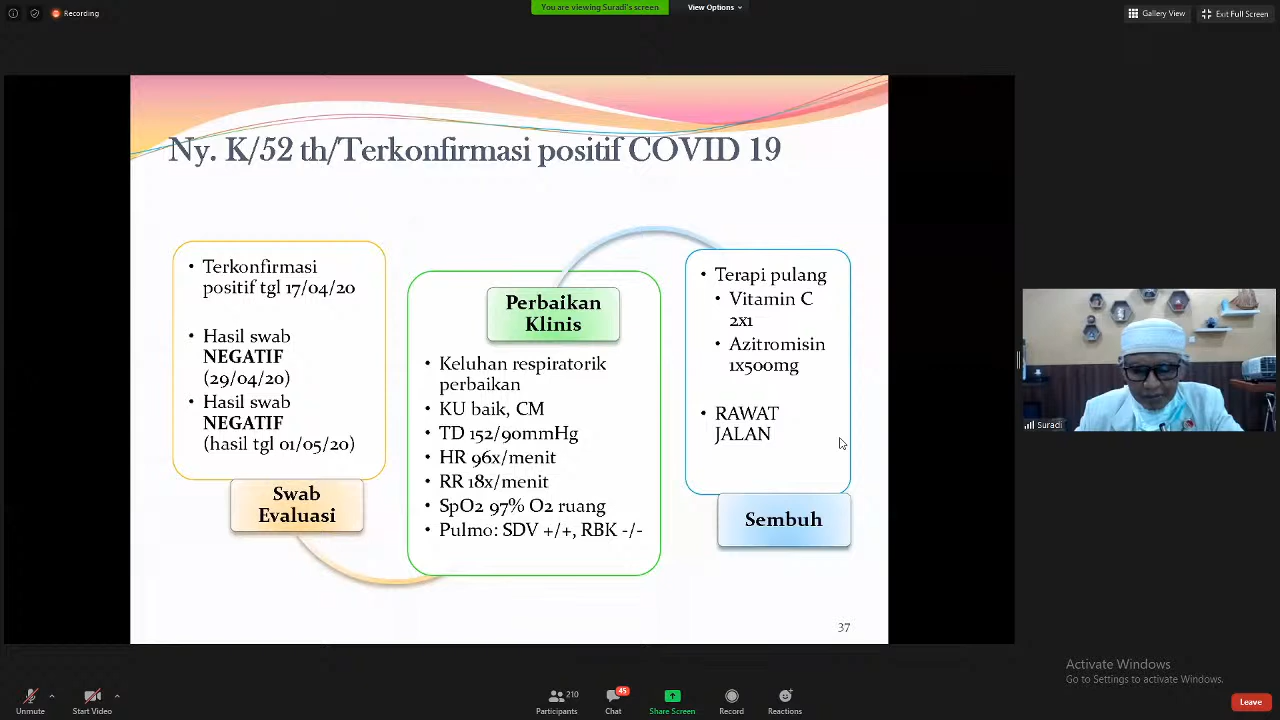 Recording
You are viewing Suradi's screen
View Options
Gallery View
Exit Full Screen
Ny. K/52 th/Terkonfirmasi positif COVID 19
• Terkonfirmasi
positif tgl 17/04/20
• Hasil swab
NEGATIF
(29/04/20)
• Hasil swab
NEGATIF
(hasil tgl 01/05/20)
Swab
Evaluasi
Perbaikan
Klinis
• Keluhan respiratorik
perbaikan
• KU baik, CM
• TD 152/90mmHg
• HR 96x/menit
• RR 18x/menit
• SpO2 97% O2 ruang
• Pulmo: SDV +/+, RBK -/-
• Terapi pulang
• Vitamin C
2x1
• Azitromisin
1x500mg
• RAWAT
JALAN
Sembuh
37
Suradi
Activate Windows
Go to Settings to activate Windows.
Unmute
Start Video
210
Participants
45
Chat
Share Screen
Record
Reactions
Leave